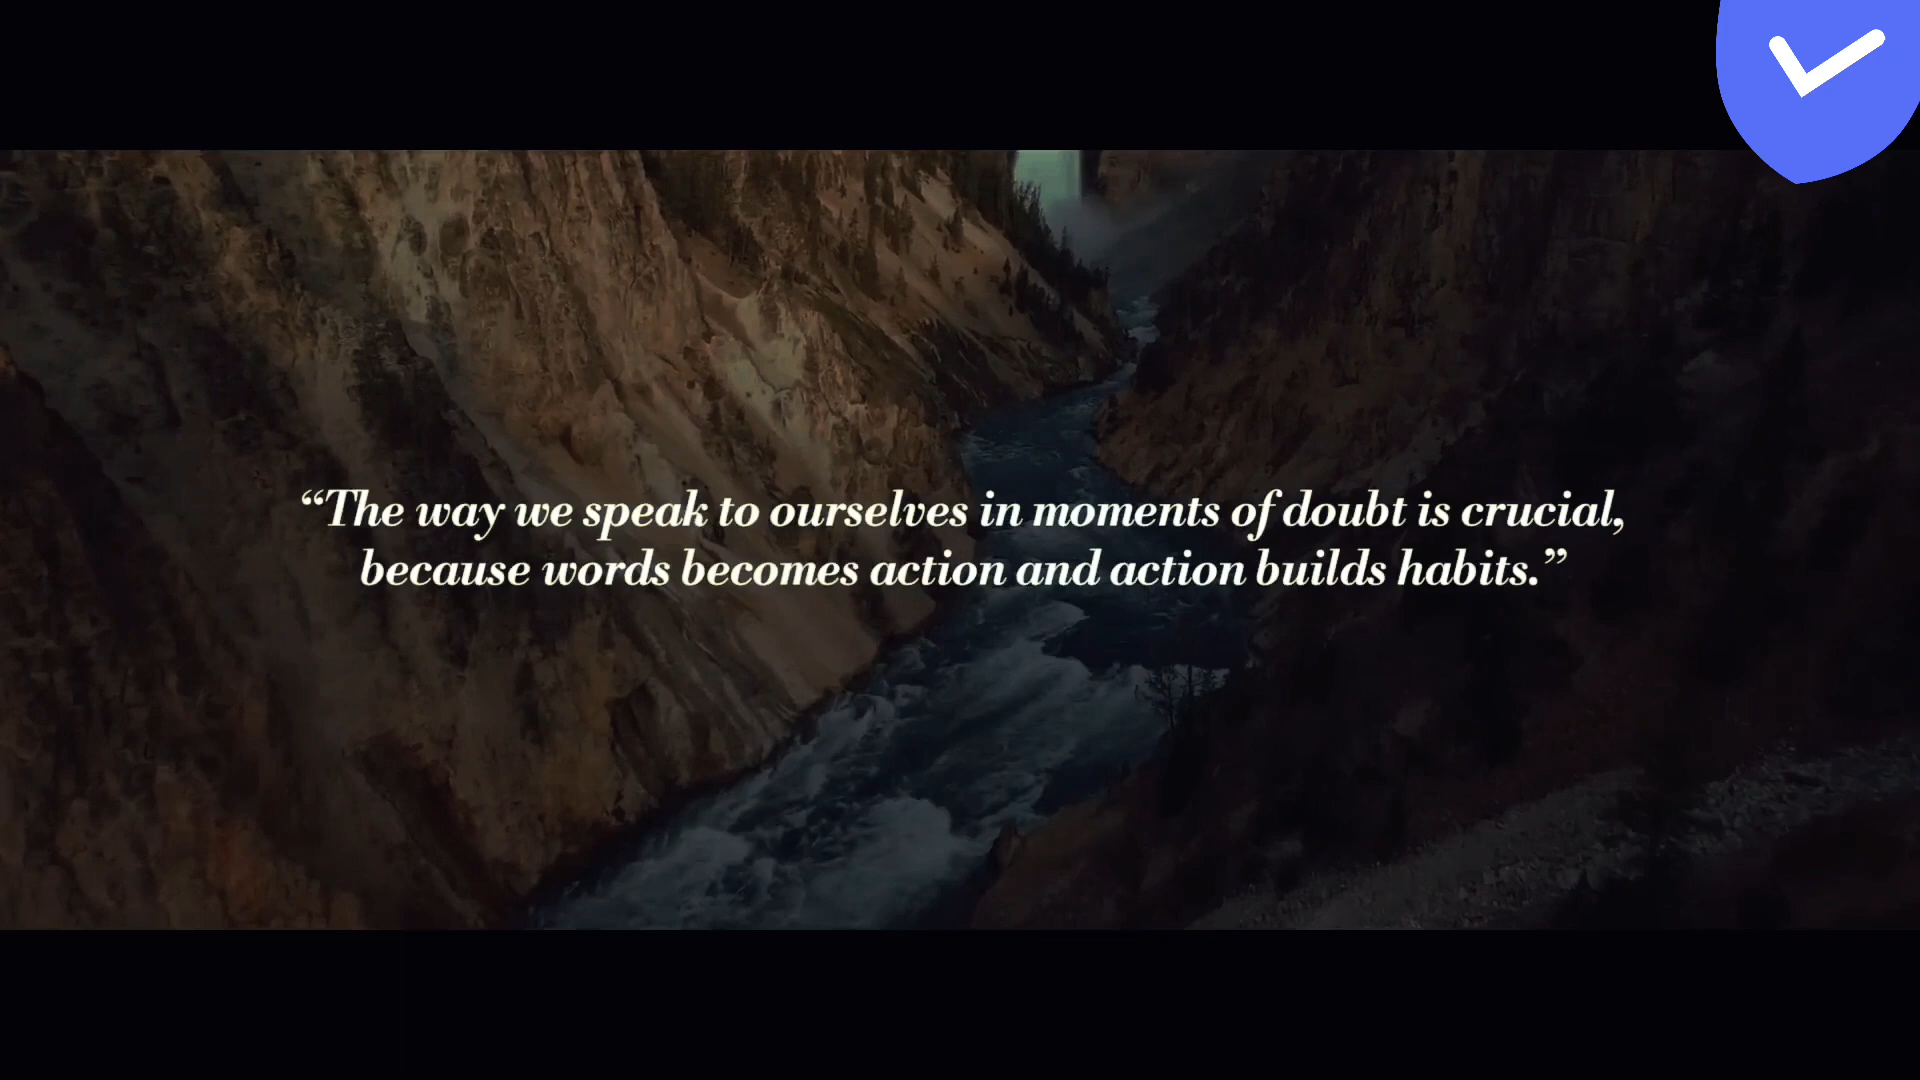 “The way we speak to ourselves in moments of doubt is crucial,
because words becomes action and action builds habits.”